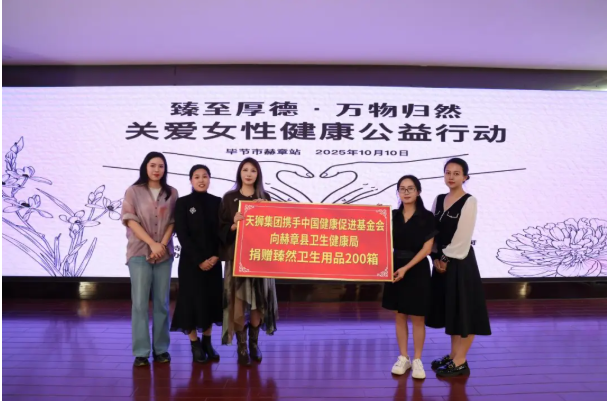 臻至厚德·万物归然
关爱女性健康公益行动
毕节市赫章站 2025年10月10日
天狮集团携手中国健康促进基金会
向赫章县卫生健康局
捐赠臻然卫生用品200箱